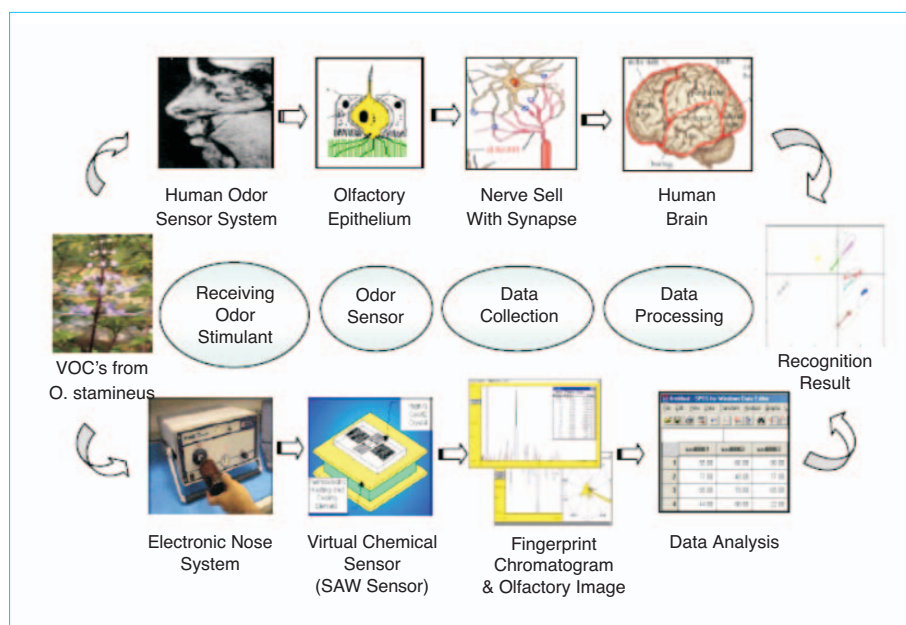 Human Odor
Sensor System
Olfactory
Epithelium
Nerve Sell
With Synapse
Human
Brain
VOC's from
O. stamineus
Receiving
Odor
Stimulant
Odor
Sensor
Data
Collection
Data
Processing
Recognition
Result
Electronic Nose
System
Virtual Chemical
Sensor
(SAW Sensor)
Fingerprint
Chromatogram
& Olfactory Image
Data Analysis